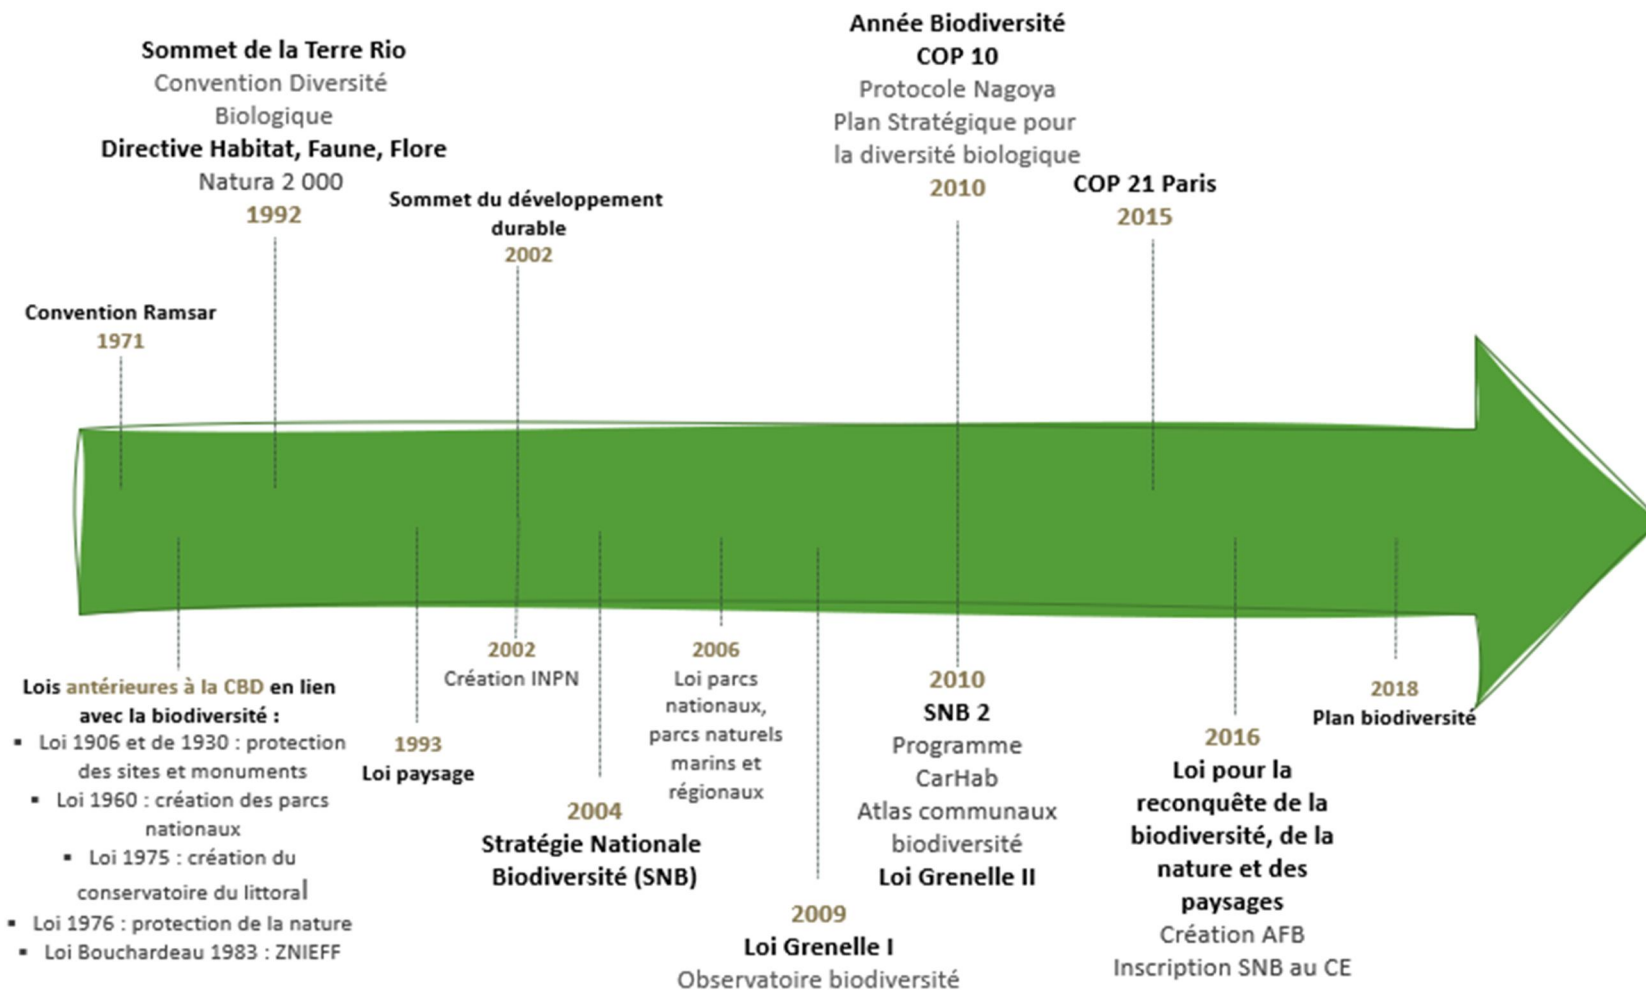 Sommet de la Terre Rio
Convention Diversité
Biologique
Directive Habitat, Faune, Flore
Natura 2 000
1992
Année Biodiversité
COP 10
Protocole Nagoya
Plan Stratégique pour
la diversité biologique
2010
Sommet du développement
durable
2002
COP 21 Paris
2015
Convention Ramsar
1971
Lois antérieures à la CBD en lien
avec la biodiversité :
▪ Loi 1906 et de 1930 : protection
des sites et monuments
▪ Loi 1960 : création des parcs
nationaux
▪ Loi 1975 : création du
conservatoire du littoral
▪ Loi 1976 : protection de la nature
▪ Loi Bouchardeau 1983 : ZNIEFF
1993
Loi paysage
2002
Création INPN
2004
Stratégie Nationale
Biodiversité (SNB)
2006
Loi parcs
nationaux,
parcs naturels
marins et
régionaux
2009
Loi Grenelle I
Observatoire biodiversité
2010
SNB 2
Programme
CarHab
Atlas communaux
biodiversité
Loi Grenelle II
2016
Loi pour la
reconquête de la
biodiversité, de la
nature et des
paysages
Création AFB
Inscription SNB au CE
2018
Plan biodiversité